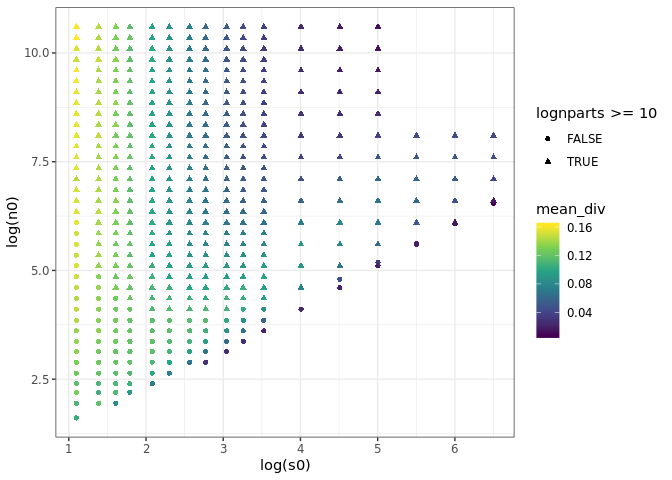 10.0
7.5
5.0
2.5
log(n0)
1 2 3 4 5 6
log(s0)
lognparts >= 10
FALSE
TRUE
mean_div
0.16
0.12
0.08
0.04